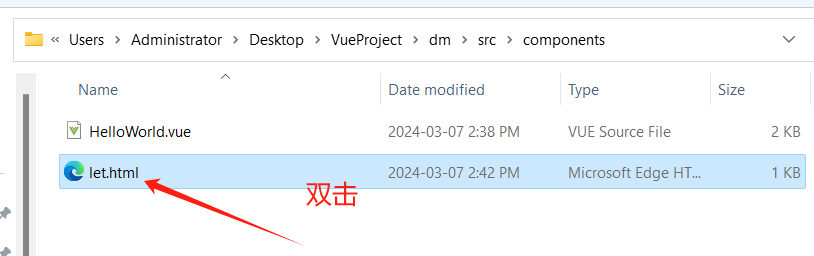 « Users > Administrator > Desktop > VueProject > dm > src > components
Name Date modified Type Size
HelloWorld.vue 2024-03-07 2:38 PM VUE Source File 2 KB
let.html 2024-03-07 2:42 PM Microsoft Edge HT... 1 KB
双击